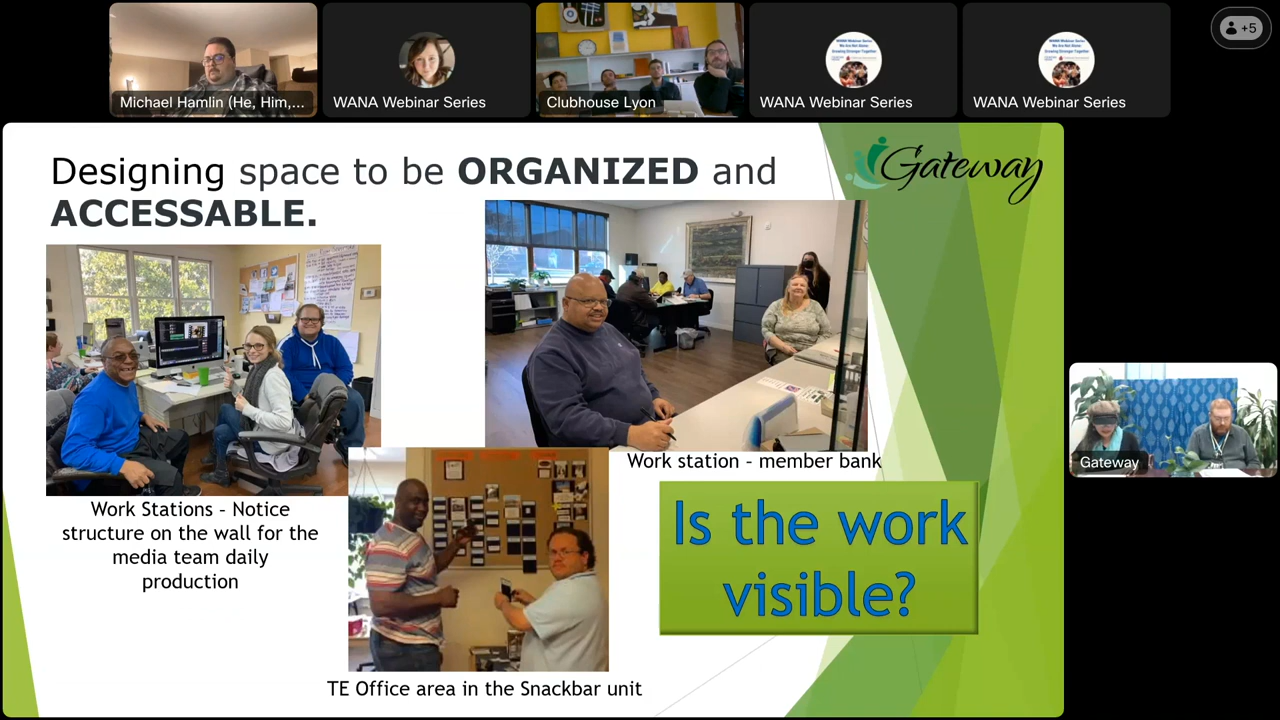 Michael Hamlin (He, Him,...
WANA Webinar Series
Clubhouse Lyon
WANA Webinar Series
WANA Webinar Series
+5
Designing space to be ORGANIZED and
ACCESSABLE.
Gateway
Work station – member bank
Work Stations – Notice
structure on the wall for the
media team daily
production
Is the work
visible?
TE Office area in the Snackbar unit
Gateway